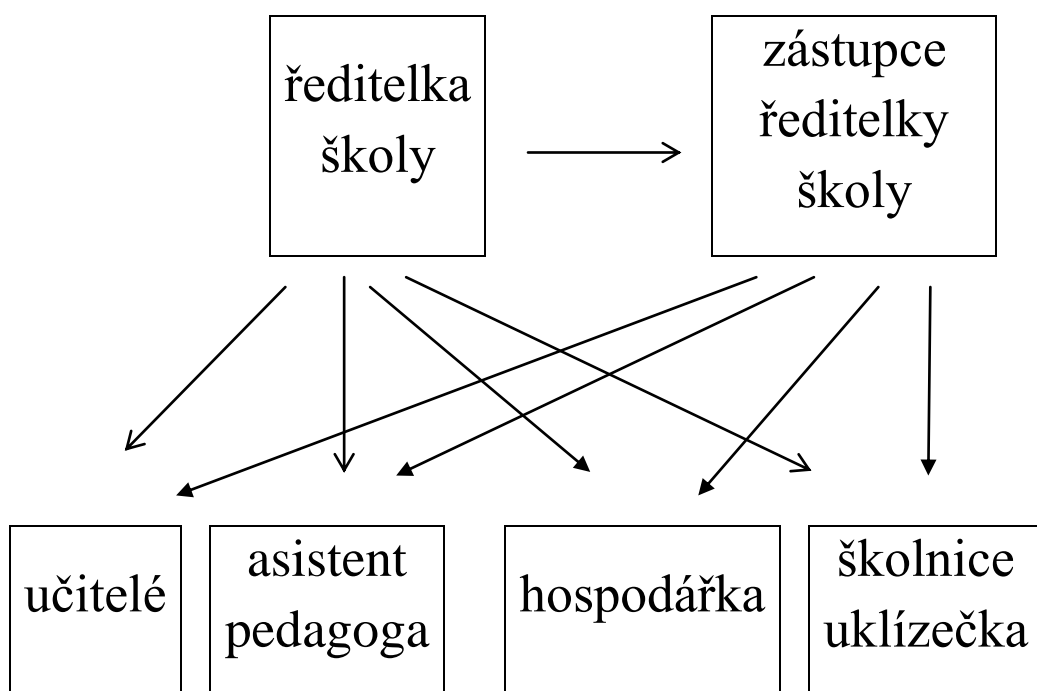 ředitelka
školy
zástupce
ředitelky
školy
učitelé
asistent
pedagoga
hospodářka
školnice
uklízečka